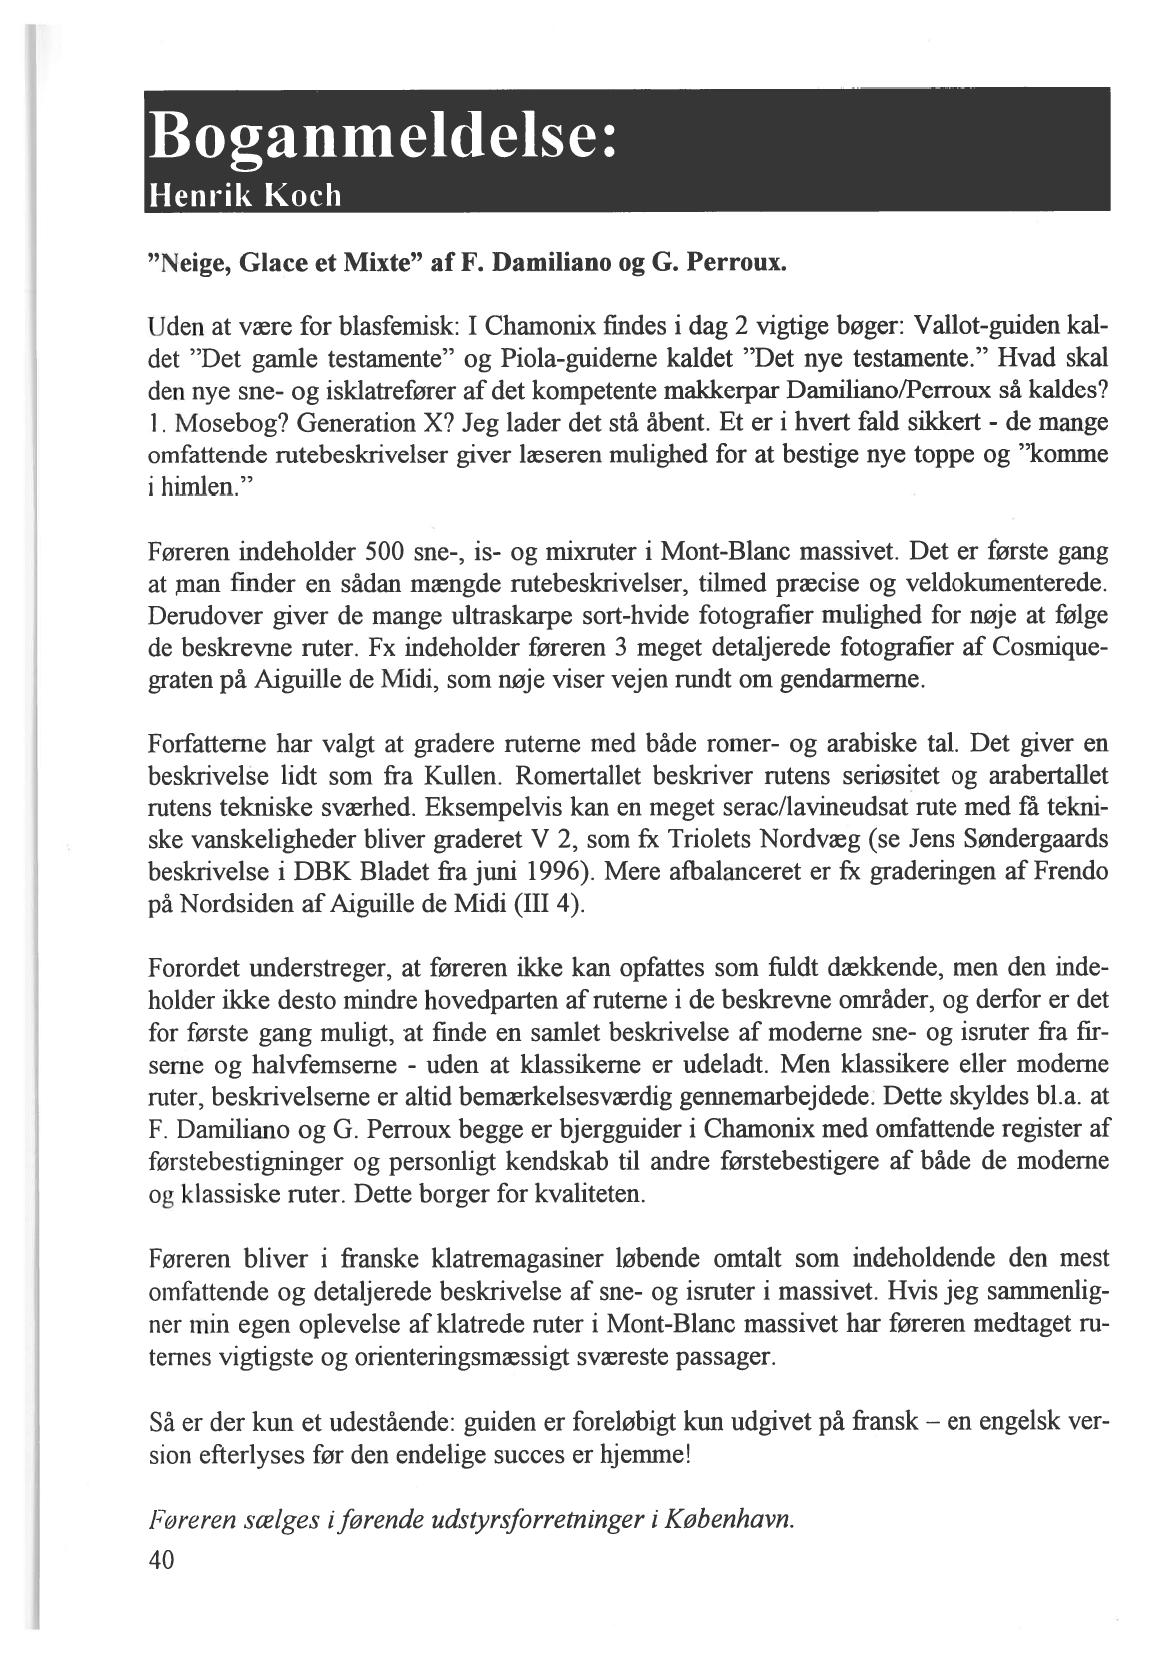 Boganmeldelse:
Henrik Koch
"Neige, Glace et Mixte" af F. Damiliano og G. Perroux.
Uden at være for blasfemisk: I Chamonix findes i dag 2 vigtige bøger: Vallot-guiden kal-
det "Det gamle testamente" og Piola-guiderne kaldet "Det nye testamente." Hvad skal
den nye sne- og isklatrefører af det kompetente makkerpar Damiliano/Perroux så kaldes?
1. Mosebog? Generation X? Jeg lader det stå åbent. Et er i hvert fald sikkert - de mange
omfattende rutebeskrivelser giver læseren mulighed for at bestige nye toppe og "komme
i himlen."
Føreren indeholder 500 sne-, is- og mixruter i Mont-Blanc massivet. Det er første gang
at man finder en sådan mængde rutebeskrivelser, tilmed præcise og veldokumenterede.
Derudover giver de mange ultraskarpe sort-hvide fotografier mulighed for nøje at følge
de beskrevne ruter. Fx indeholder føreren 3 meget detaljerede fotografier af Cosmique-
graten på Aiguille de Midi, som nøje viser vejen rundt om gendarmerne.
Forfatterne har valgt at gradere ruterne med både romer- og arabiske tal. Det giver en
beskrivelse lidt som fra Kullen. Romertallet beskriver rutens seriøsitet og arabertallet
rutens tekniske sværhed. Eksempelvis kan en meget serac/lavineudsat rute med få tekni-
ske vanskeligheder bliver graderet V 2, som fx Triolets Nordvæg (se Jens Søndergaards
beskrivelse i DBK Bladet fra juni 1996). Mere afbalanceret er fx graderingen af Frendo
på Nordsiden af Aiguille de Midi (III 4).
Forordet understreger, at føreren ikke kan opfattes som fuldt dækkende, men den inde-
holder ikke desto mindre hovedparten af ruterne i de beskrevne områder, og derfor er det
for første gang muligt, at finde en samlet beskrivelse af moderne sne- og isruter fra fir-
serne og halvfemserne - uden at klassikerne er udeladt. Men klassikere eller moderne
ruter, beskrivelserne er altid bemærkelsesværdig gennemarbejdede. Dette skyldes bl.a. at
F. Damiliano og G. Perroux begge er bjergguider i Chamonix med omfattende register af
førstebestigninger og personligt kendskab til andre førstebestigere af både de moderne
og klassiske ruter. Dette borger for kvaliteten.
Føreren bliver i franske klatremagasiner løbende omtalt som indeholdende den mest
omfattende og detaljerede beskrivelse af sne- og isruter i massivet. Hvis jeg sammenlig-
ner min egen oplevelse af klatrede ruter i Mont-Blanc massivet har føreren medtaget ru-
ternes vigtigste og orienteringsmæssigt sværeste passager.
Så er der kun et udestående: guiden er foreløbigt kun udgivet på fransk – en engelsk ver-
sion efterlyses før den endelige succes er hjemme!
Føreren sælges i førende udstyrsforretninger i København.
40